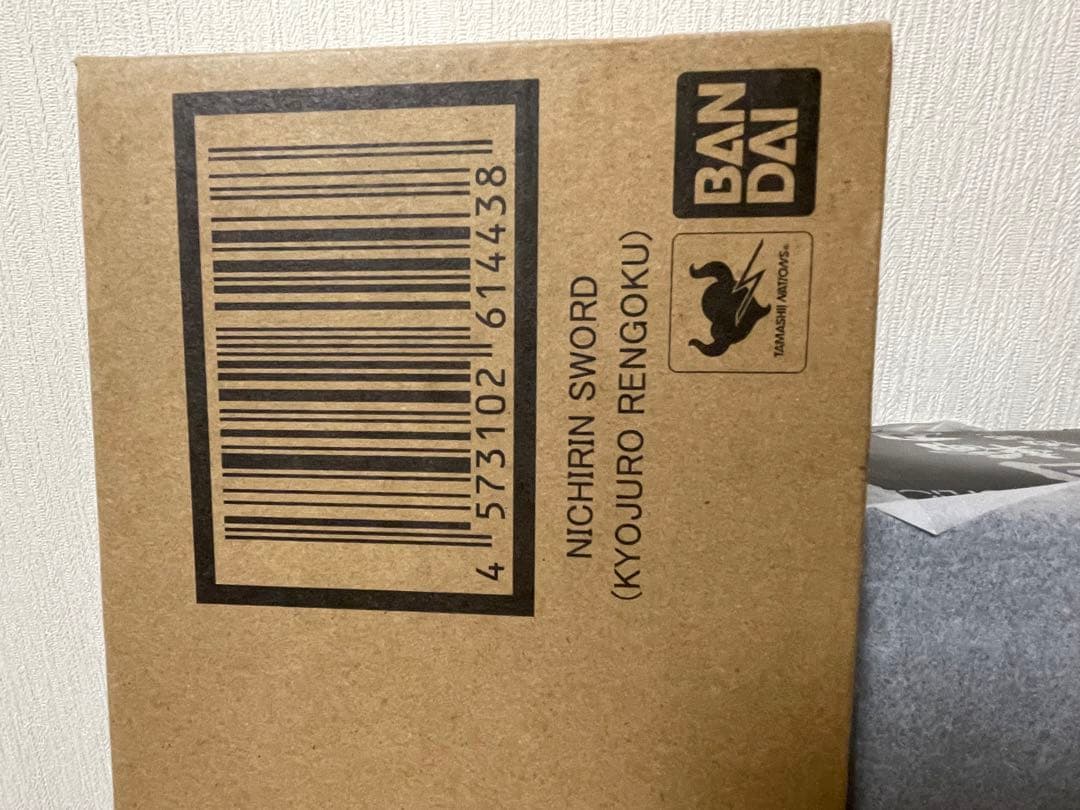 4 573102 614438
NICHIRIN SWORD
(KYOJURO RENGOKU)
BAN
DAI
TAMASHII NATIONS®